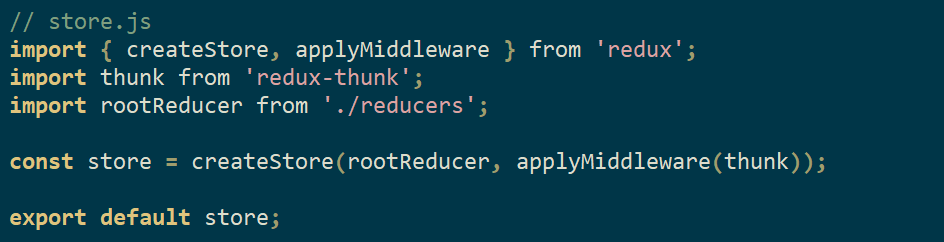 // store.js
import { createStore, applyMiddleware } from 'redux';
import thunk from 'redux-thunk';
import rootReducer from './reducers';
const store = createStore(rootReducer, applyMiddleware(thunk));
export default store;